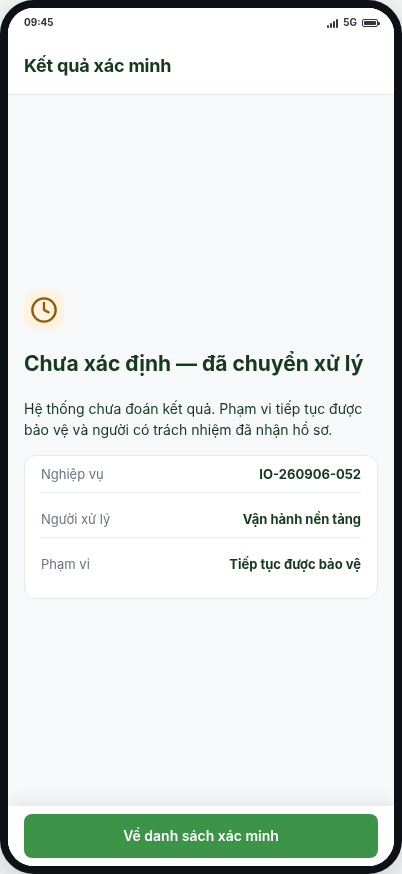 09:45
5G
Kết quả xác minh
Chưa xác định — đã chuyển xử lý
Hệ thống chưa đoán kết quả. Phạm vi tiếp tục được
bảo vệ và người có trách nhiệm đã nhận hồ sơ.
Nghiệp vụ IO-260906-052
Người xử lý Vận hành nền tảng
Phạm vi Tiếp tục được bảo vệ
Về danh sách xác minh